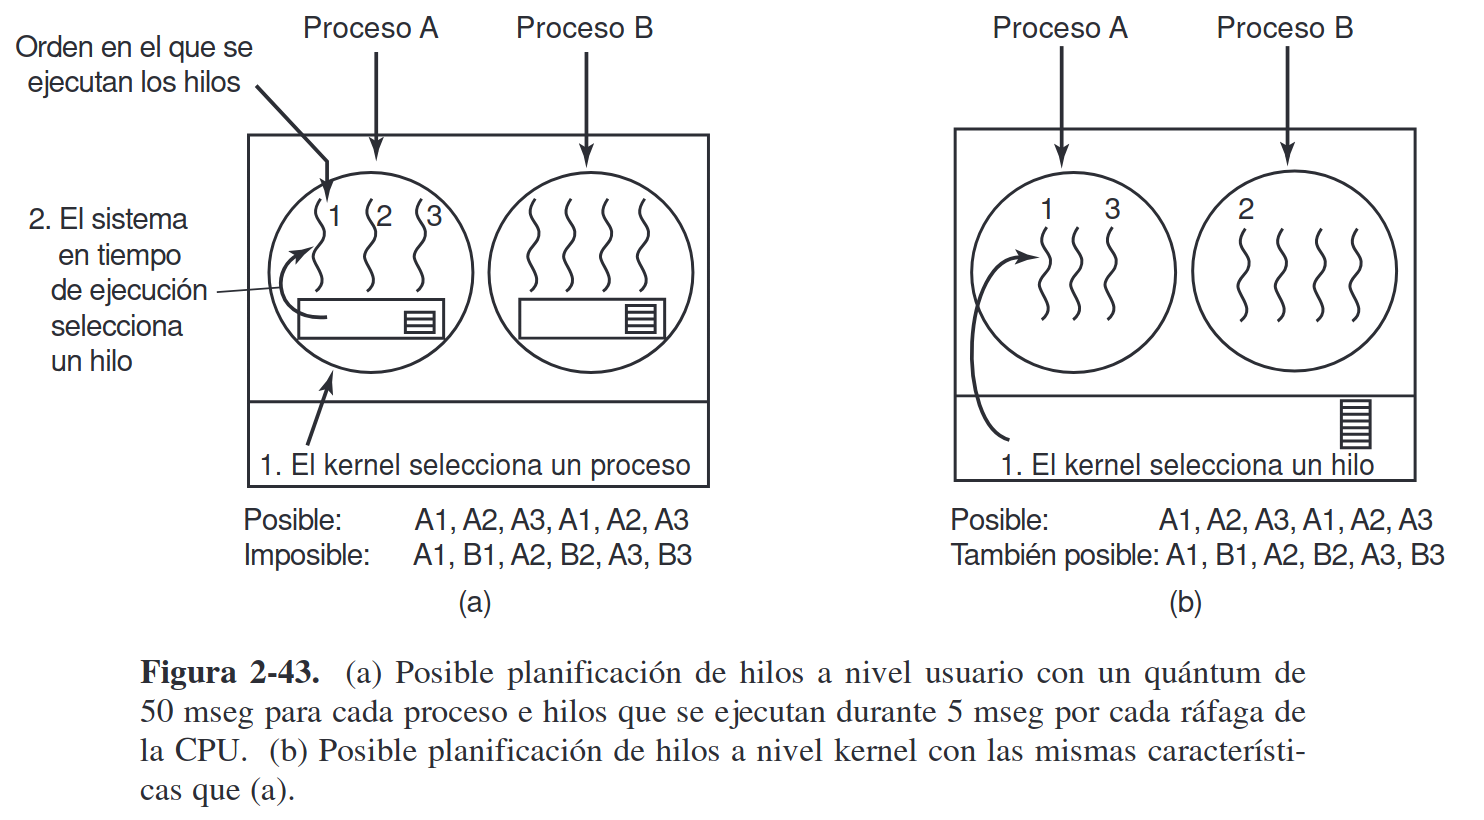 Proceso A
Proceso B
Orden en el que se
ejecutan los hilos
1
2
3
2. El sistema
en tiempo
de ejecución
selecciona
un hilo
1. El kernel selecciona un proceso
Posible: A1, A2, A3, A1, A2, A3
Imposible: A1, B1, A2, B2, A3, B3
(a)
Proceso A
Proceso B
1
3
2
1. El kernel selecciona un hilo
Posible: A1, A2, A3, A1, A2, A3
También posible: A1, B1, A2, B2, A3, B3
(b)
Figura 2-43. (a) Posible planificación de hilos a nivel usuario con un quántum de
50 mseg para cada proceso e hilos que se ejecutan durante 5 mseg por cada ráfaga de
la CPU. (b) Posible planificación de hilos a nivel kernel con las mismas característi-
cas que (a).